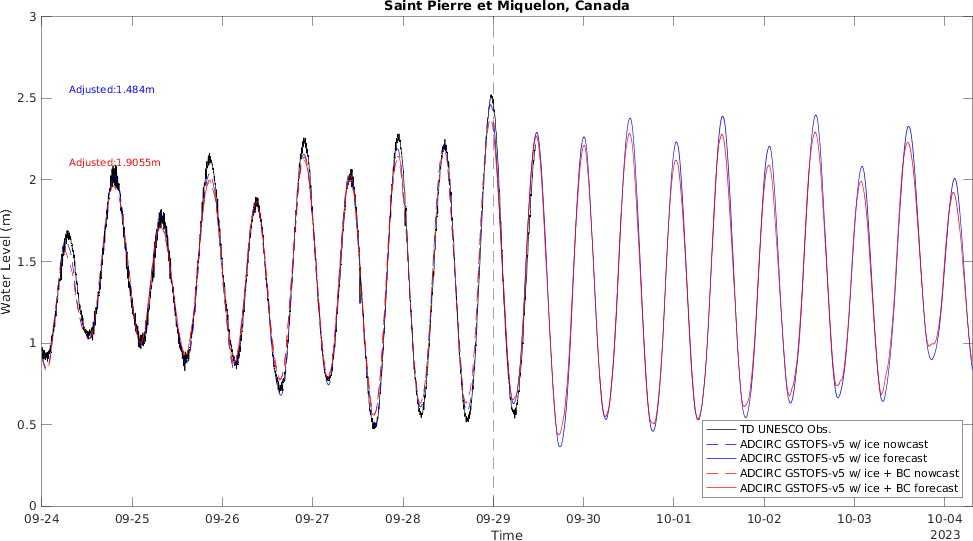 Saint Pierre et Miquelon, Canada
3
2.5
2
1.5
1
0.5
0
Water Level (m)
Adjusted:1.484m
Adjusted:1.9055m
TD UNESCO Obs.
ADCIRC GSTOFS-v5 w/ ice nowcast
ADCIRC GSTOFS-v5 w/ ice forecast
ADCIRC GSTOFS-v5 w/ ice + BC nowcast
ADCIRC GSTOFS-v5 w/ ice + BC forecast
09-24 09-25 09-26 09-27 09-28 09-29 09-30 10-01 10-02 10-03 10-04
Time
2023